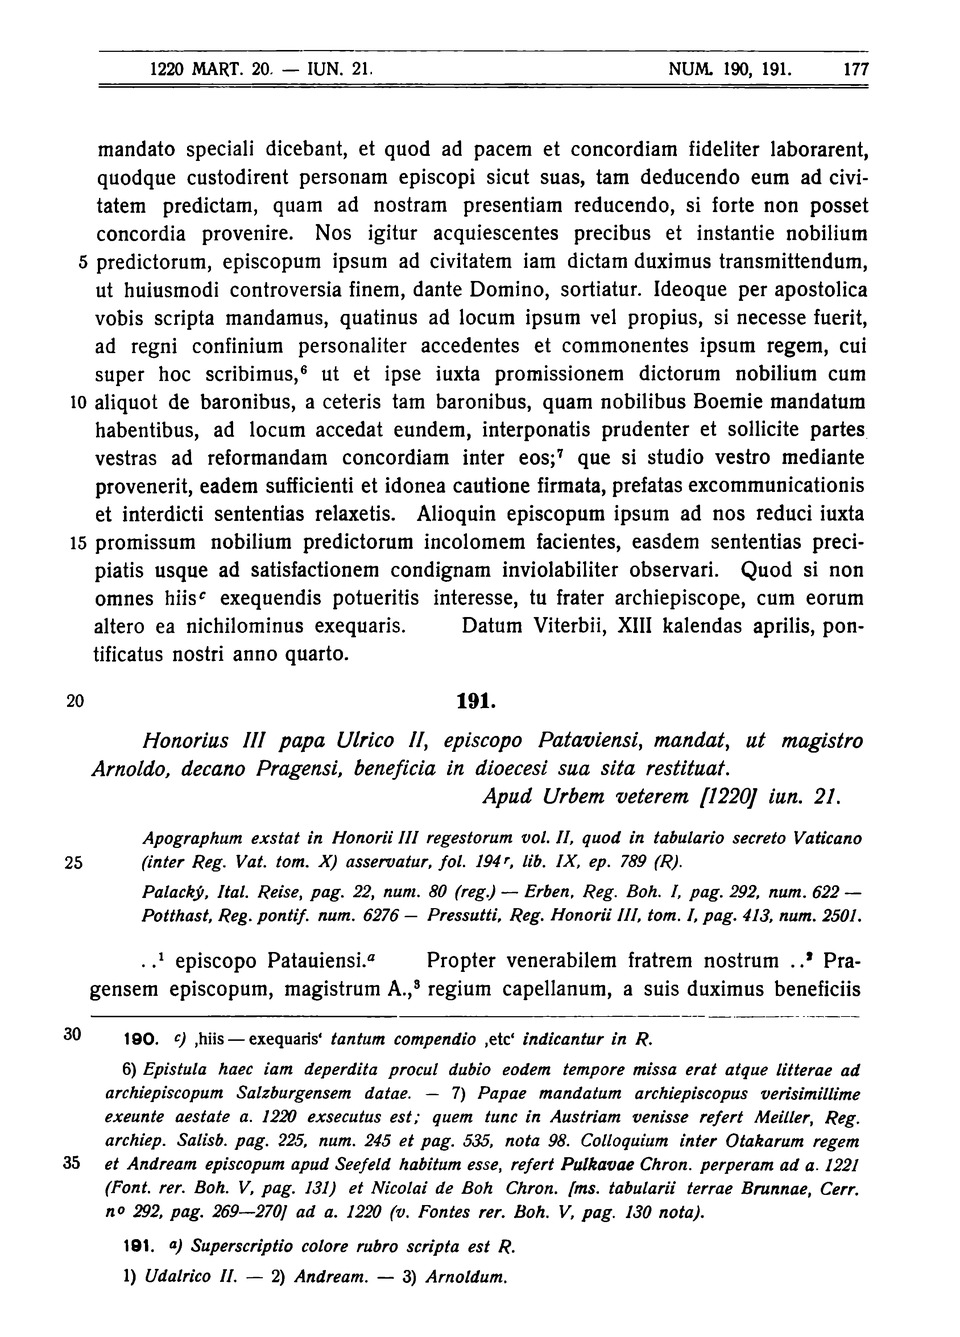 1220 MART. 20. — IUN. 21. NUM. 190, 191. 177
mandato speciali dicebant, et quod ad pacem et concordiam fideliter laborarent,
quodque custodirent personam episcopi sicut suas, tam deducendo eum ad civi-
tatem predictam, quam ad nostram presentiam reducendo, si forte non posset
concordia provenire. Nos igitur acquiescentes precibus et instantie nobilium
5 predictorum, episcopum ipsum ad civitatem iam dictam duximus transmittendum,
ut huiusmodi controversia finem, dante Domino, sortiatur. Ideoque per apostolica
vobis scripta mandamus, quatinus ad locum ipsum vel propius, si necesse fuerit,
ad regni confinium personaliter accedentes et commonentes ipsum regem, cui
super hoc scribimus,⁶ ut et ipse iuxta promissionem dictorum nobilium cum
10 aliquot de baronibus, a ceteris tam baronibus, quam nobilibus Boemie mandatum
habentibus, ad locum accedat eundem, interponatis prudenter et sollicite partes
vestras ad reformandam concordiam inter eos;⁷ que si studio vestro mediante
provenerit, eadem sufficienti et idonea cautione firmata, prefatas excommunicationis
et interdicti sententias relaxetis. Alioquin episcopum ipsum ad nos reduci iuxta
15 promissum nobilium predictorum incolomem facientes, easdem sententias preci-
piatis usque ad satisfactionem condignam inviolabiliter observari. Quod si non
omnes hiisᶜ exequendis potueritis interesse, tu frater archiepiscope, cum eorum
altero ea nichilominus exequaris. Datum Viterbii, XIII kalendas aprilis, pon-
tificatus nostri anno quarto.
20 191.
Honorius III papa Ulrico II, episcopo Pataviensi, mandat, ut magistro
Arnoldo, decano Pragensi, beneficia in dioecesi sua sita restituat.
Apud Urbem veterem [1220] iun. 21.
Apographum exstat in Honorii III regestorum vol. II, quod in tabulario secreto Vaticano
25 (inter Reg. Vat. tom. X) asservatur, fol. 194ʳ, lib. IX, ep. 789 (R).
Palacký, Ital. Reise, pag. 22, num. 80 (reg.) — Erben, Reg. Boh. I, pag. 292, num. 622 —
Potthast, Reg. pontif. num. 6276 — Pressutti, Reg. Honorii III, tom. I, pag. 413, num. 2501.
. .¹ episcopo Patauiensi.ᵃ Propter venerabilem fratrem nostrum . .² Pra-
gensem episcopum, magistrum A.,³ regium capellanum, a suis duximus beneficiis
30 190. c) ‚hiis — exequaris‘ tantum compendio ‚etc‘ indicantur in R.
6) Epistula haec iam deperdita procul dubio eodem tempore missa erat atque litterae ad
archiepiscopum Salzburgensem datae. — 7) Papae mandatum archiepiscopus verisimillime
exeunte aestate a. 1220 exsecutus est; quem tunc in Austriam venisse refert Meiller, Reg.
archiep. Salisb. pag. 225, num. 245 et pag. 535, nota 98. Colloquium inter Otakarum regem
35 et Andream episcopum apud Seefeld habitum esse, refert Pulkavae Chron. perperam ad a. 1221
(Font. rer. Boh. V, pag. 131) et Nicolai de Boh Chron. [ms. tabularii terrae Brunnae, Cerr.
nº 292, pag. 269—270] ad a. 1220 (v. Fontes rer. Boh. V, pag. 130 nota).
191. a) Superscriptio colore rubro scripta est R.
1) Udalrico II. — 2) Andream. — 3) Arnoldum.